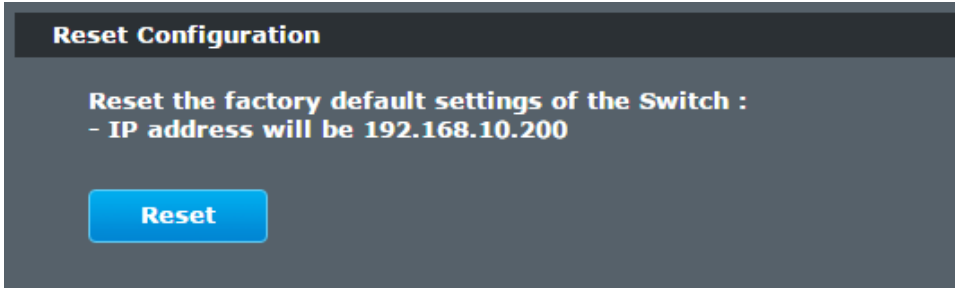 Reset Configuration
Reset the factory default settings of the Switch :
- IP address will be 192.168.10.200
Reset